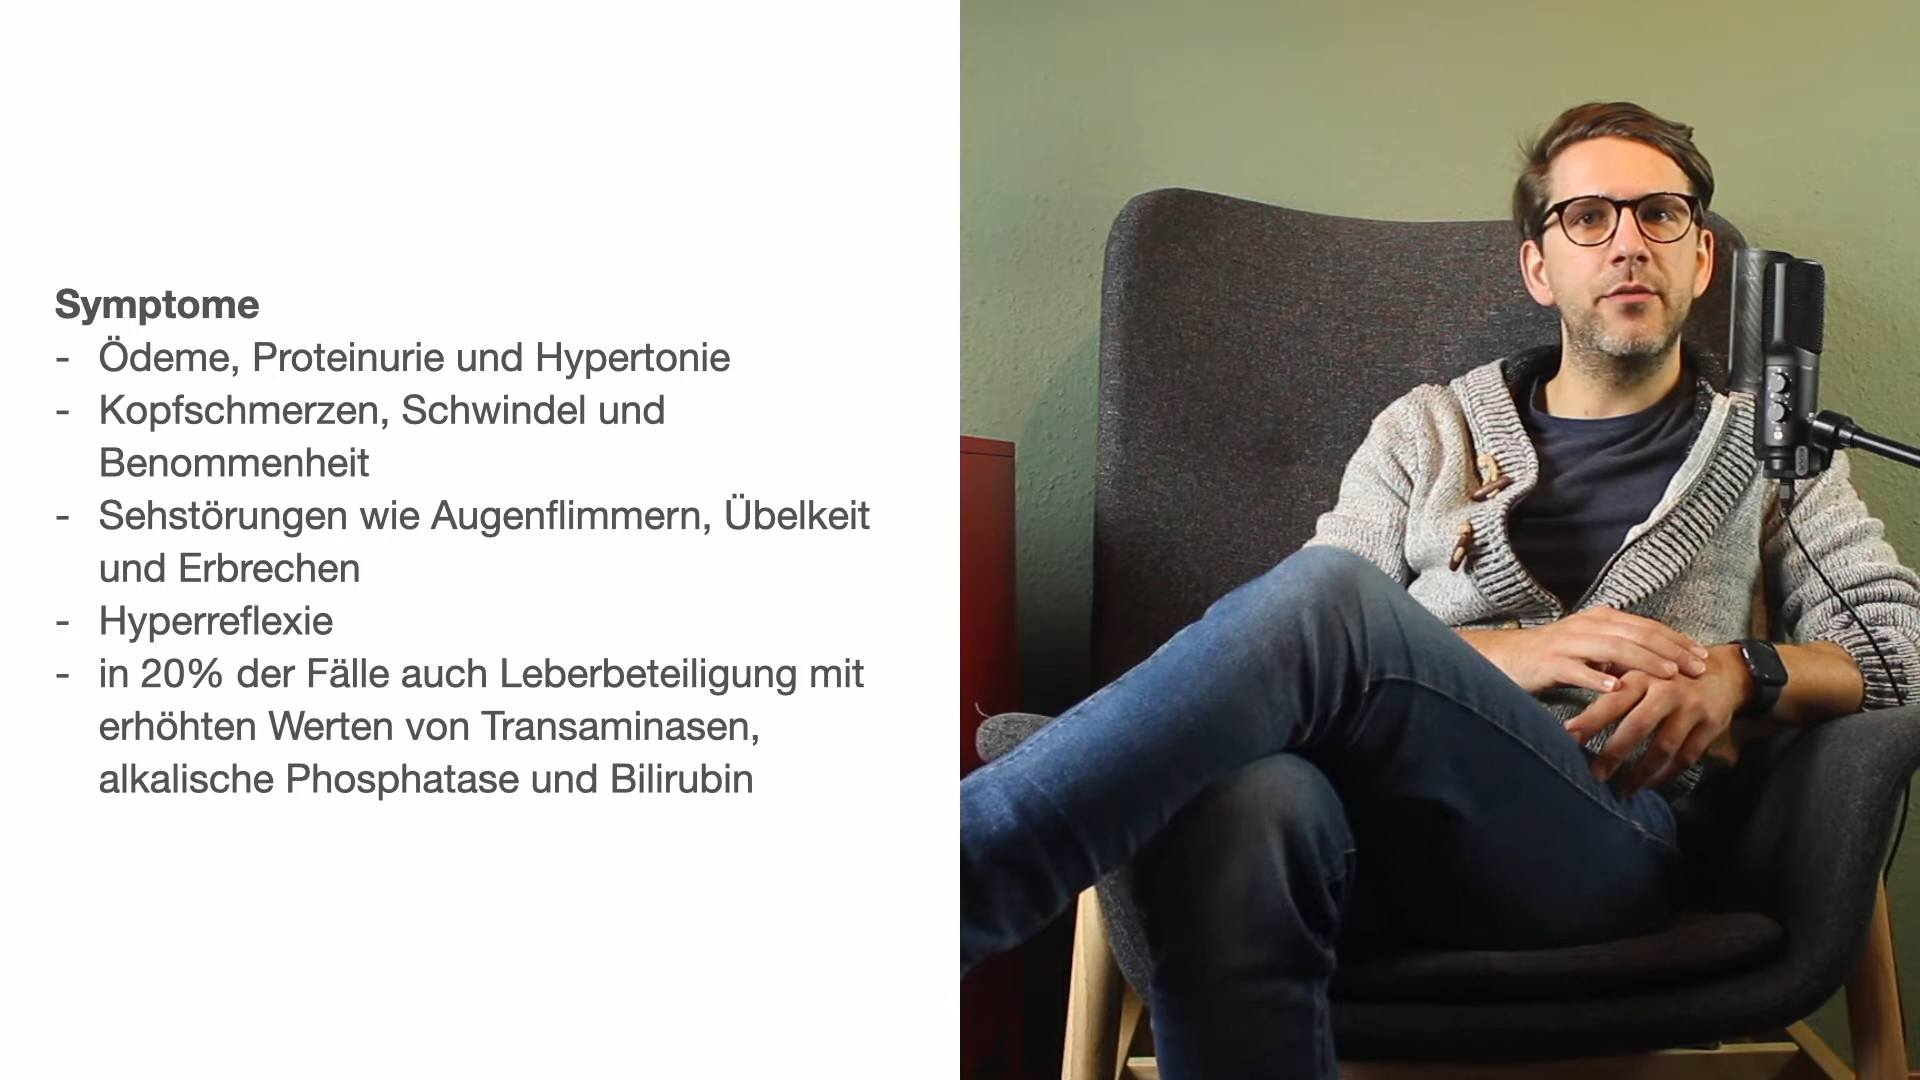 Symptome
- Ödeme, Proteinurie und Hypertonie
- Kopfschmerzen, Schwindel und
Benommenheit
- Sehstörungen wie Augenflimmern, Übelkeit
und Erbrechen
- Hyperreflexie
- in 20% der Fälle auch Leberbeteiligung mit
erhöhten Werten von Transaminasen,
alkalische Phosphatase und Bilirubin